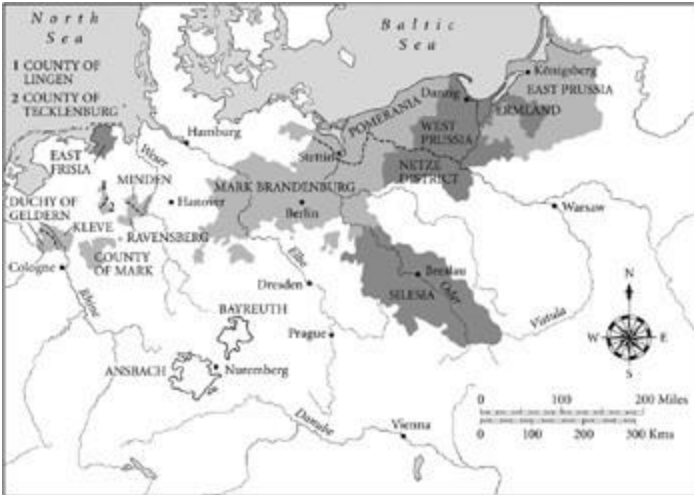 North
Sea
Baltic
Sea
1 COUNTY OF
LINGEN
2 COUNTY OF
TECKLENBURG
Königsberg
EAST PRUSSIA
Danzig
ERMLAND
POMERANIA
WEST
PRUSSIA
Hamburg
Stettin
EAST
FRISIA
Weser
NETZE
DISTRICT
MINDEN
MARK BRANDENBURG
1
2
DUCHY OF
GELDERN
Hanover
Berlin
Warsaw
KLEVE
RAVENSBERG
Cologne
COUNTY
OF MARK
Elbe
Breslau
Oder
Dresden
SILESIA
Rhine
BAYREUTH
Vistula
Prague
N
W
E
S
ANSBACH
Nuremberg
0 100 200 Miles
0 100 200 300 Kms
Danube
Vienna